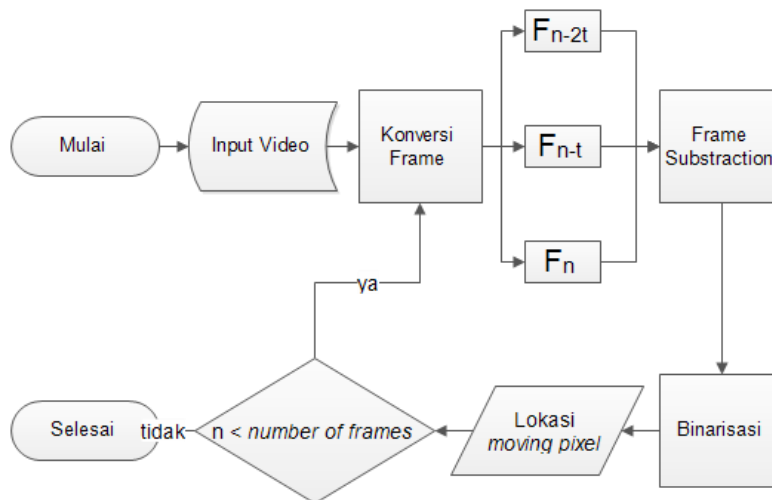 Mulai
Input Video
Konversi
Frame
Fn-2t
Fn-t
Fn
Frame
Substraction
ya
Selesai
tidak
n < number of frames
Lokasi
moving pixel
Binarisasi